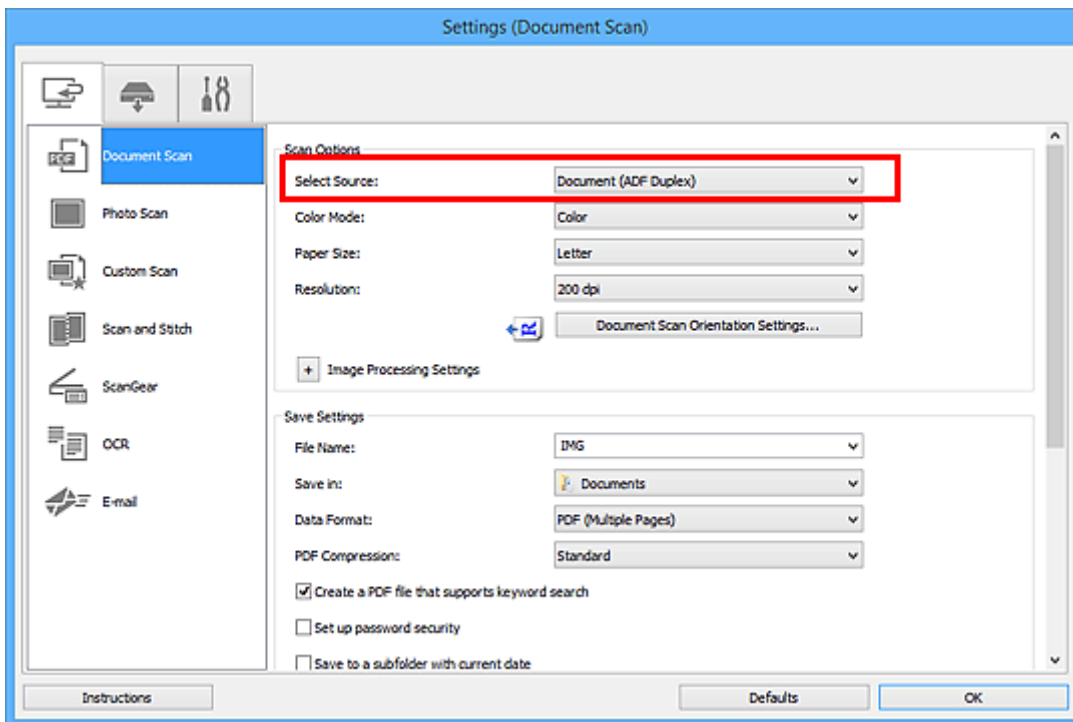 Settings (Document Scan)
PDF
Document Scan
Photo Scan
Custom Scan
Scan and Stitch
ScanGear
OCR
E-mail
Scan Options
Select Source: Document (ADF Duplex)
Color Mode: Color
Paper Size: Letter
Resolution: 200 dpi
R Document Scan Orientation Settings...
+ Image Processing Settings
Save Settings
File Name: IMG
Save in: Documents
Data Format: PDF (Multiple Pages)
PDF Compression: Standard
Create a PDF file that supports keyword search
Set up password security
Save to a subfolder with current date
Instructions Defaults OK